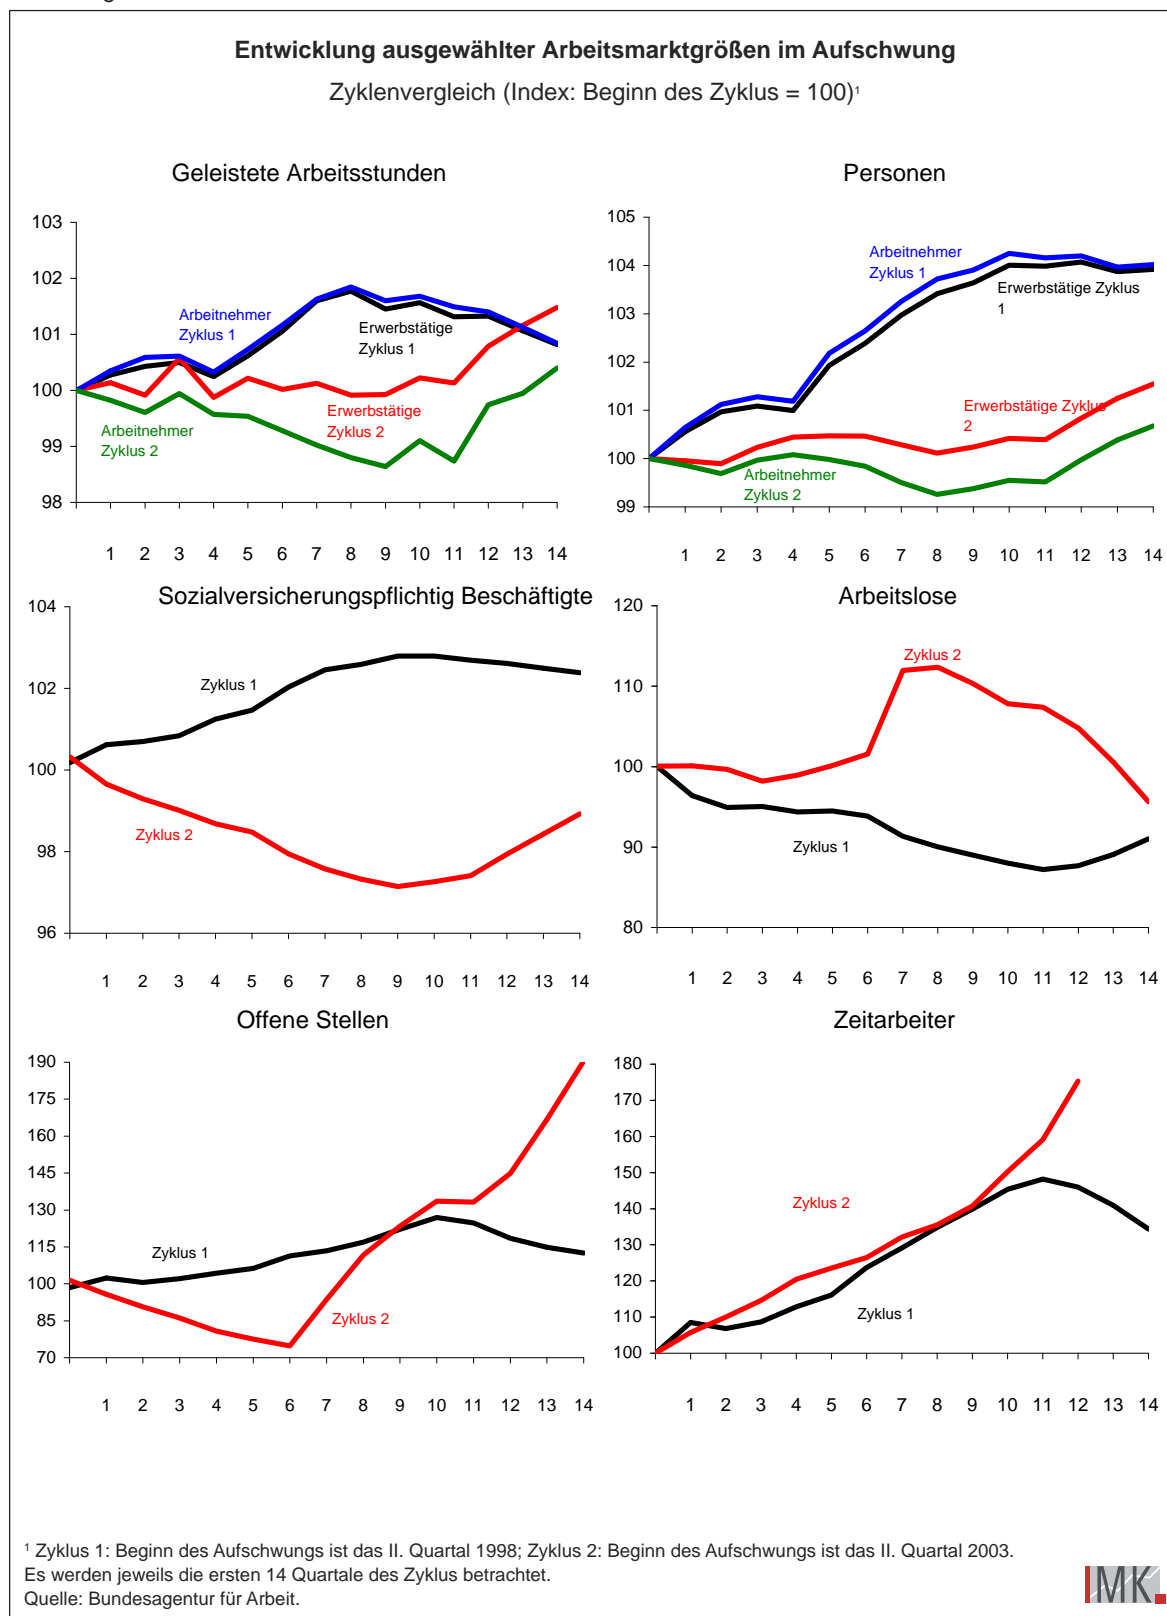 Entwicklung ausgewählter Arbeitsmarktgrößen im Aufschwung
Zyklenvergleich (Index: Beginn des Zyklus = 100)¹
Geleistete Arbeitsstunden
103
102
101
100
99
98
Arbeitnehmer
Zyklus 1
Erwerbstätige
Zyklus 1
Erwerbstätige
Zyklus 2
Arbeitnehmer
Zyklus 2
1 2 3 4 5 6 7 8 9 10 11 12 13 14
Personen
105
104
103
102
101
100
99
Arbeitnehmer
Zyklus 1
Erwerbstätige Zyklus
1
Erwerbstätige Zyklus
2
Arbeitnehmer
Zyklus 2
1 2 3 4 5 6 7 8 9 10 11 12 13 14
Sozialversicherungspflichtig Beschäftigte
104
102
100
98
96
Zyklus 1
Zyklus 2
1 2 3 4 5 6 7 8 9 10 11 12 13 14
Arbeitslose
120
110
100
90
80
Zyklus 2
Zyklus 1
1 2 3 4 5 6 7 8 9 10 11 12 13 14
Offene Stellen
190
175
160
145
130
115
100
85
70
Zyklus 1
Zyklus 2
1 2 3 4 5 6 7 8 9 10 11 12 13 14
Zeitarbeiter
180
170
160
150
140
130
120
110
100
Zyklus 2
Zyklus 1
1 2 3 4 5 6 7 8 9 10 11 12 13 14
¹ Zyklus 1: Beginn des Aufschwungs ist das II. Quartal 1998; Zyklus 2: Beginn des Aufschwungs ist das II. Quartal 2003.
Es werden jeweils die ersten 14 Quartale des Zyklus betrachtet.
Quelle: Bundesagentur für Arbeit.
IMK